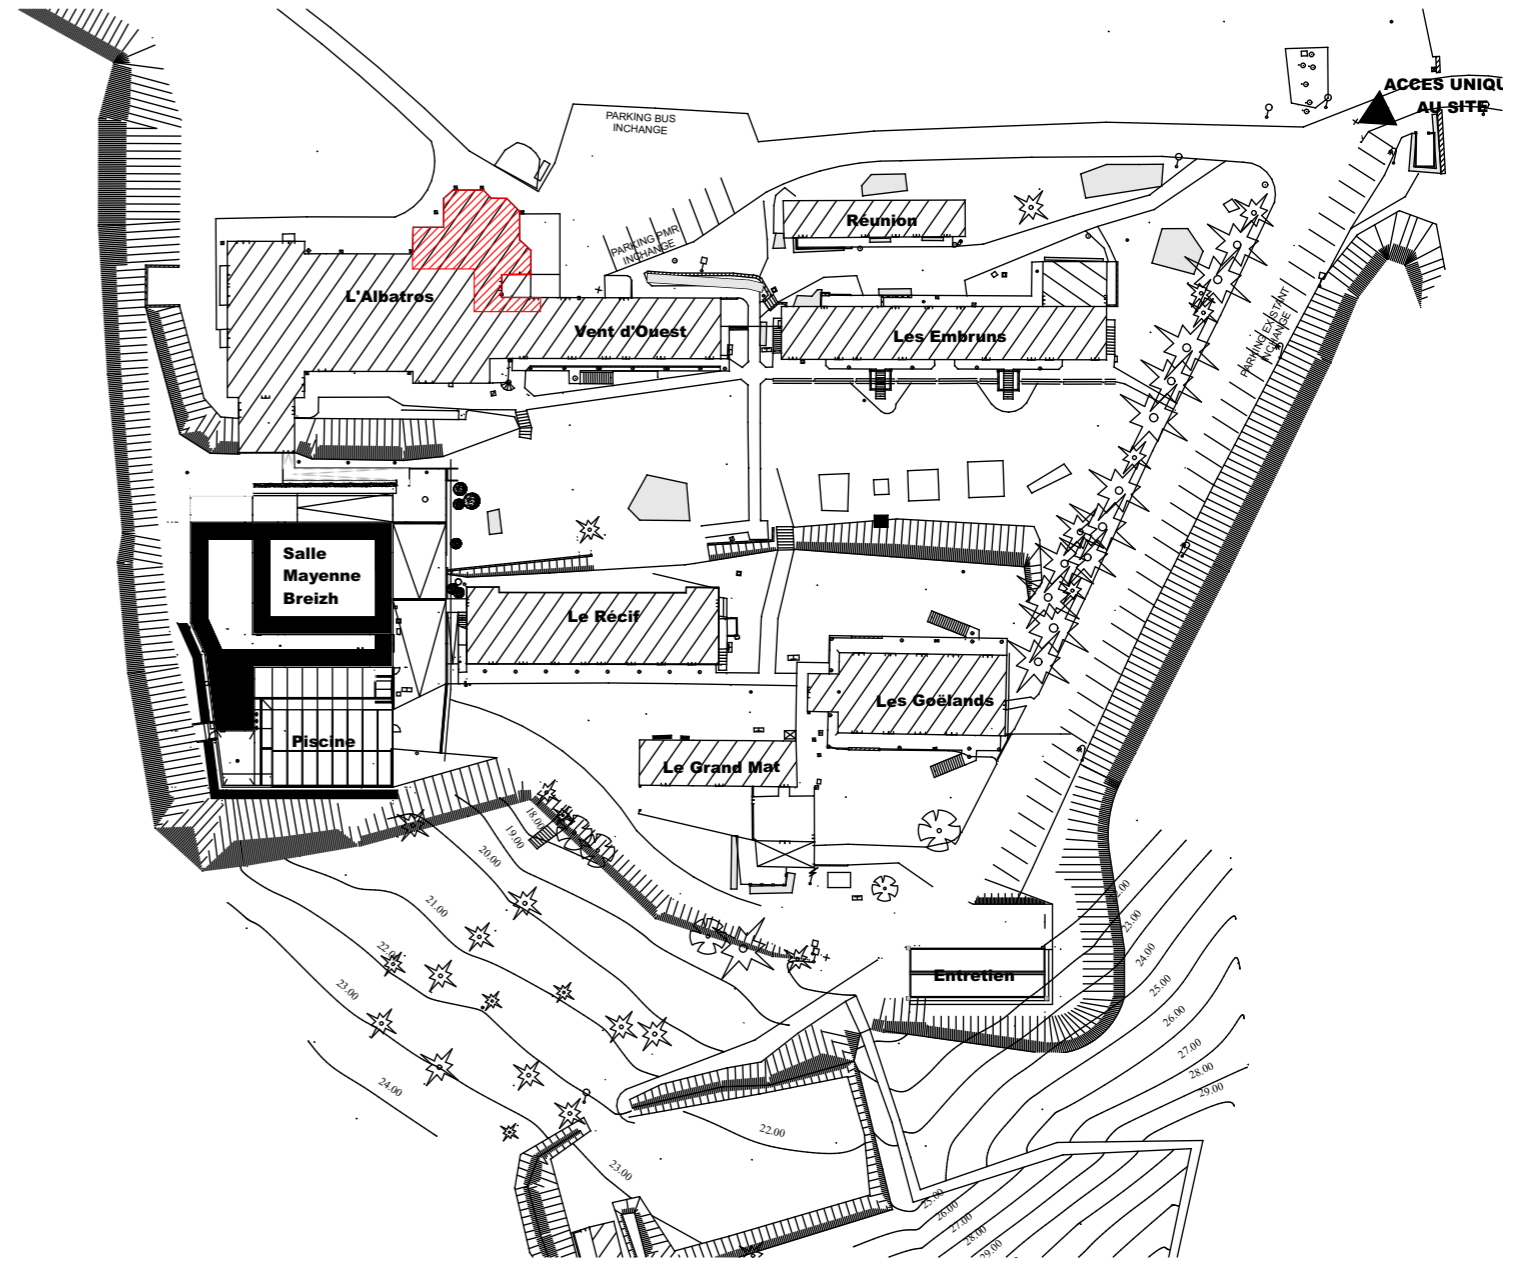 ACCES UNIQU
AU SITE
PARKING BUS
INCHANGE
PARKING PMR
INCHANGE
Réunion
L'Albatros
Vent d'Ouest
Les Embruns
PARKING EXISTANT
INCHANGE
Salle
Mayenne
Breizh
Le Récif
Les Goëlands
Piscine
Le Grand Mat
18.00
19.00
20.00
21.00
22.00
23.00
24.00
Entretien
23.00
24.00
25.00
26.00
27.00
28.00
29.00
22.00
23.00
25.00
26.00
27.00
28.00
29.00